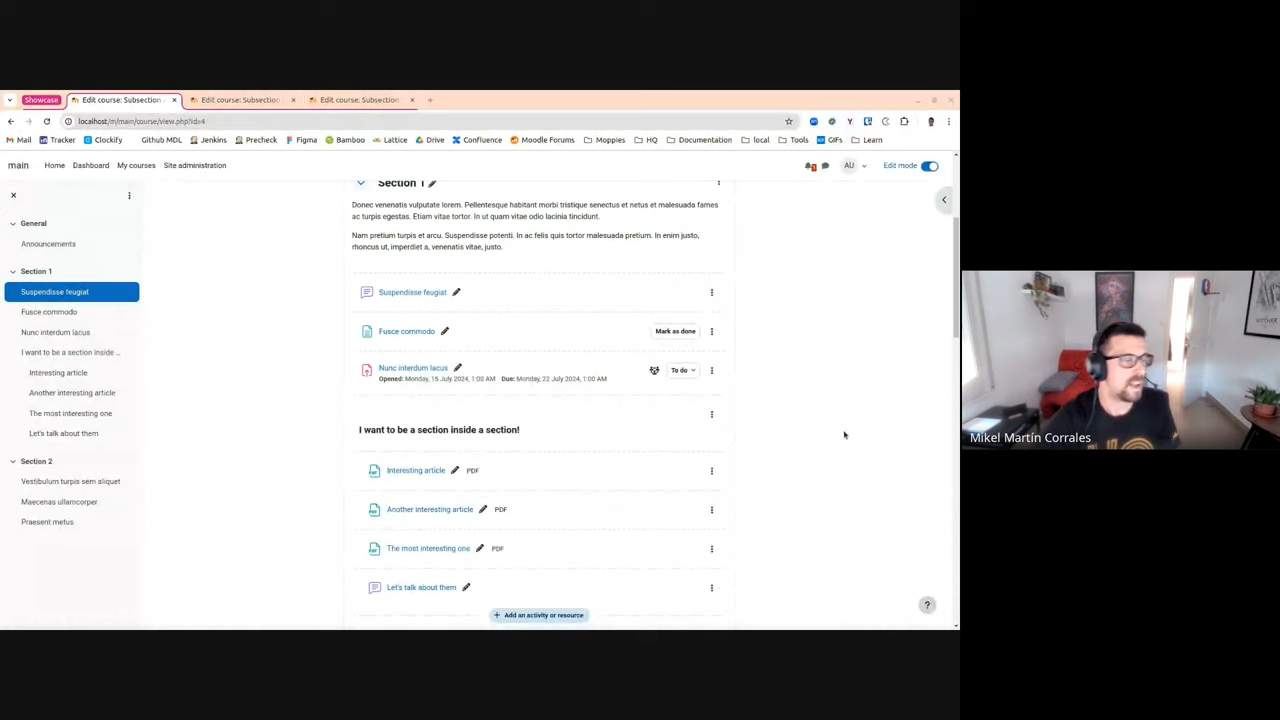 Showcase
Edit course: Subsection
Edit course: Subsection
Edit course: Subsection
localhost/m/main/course/view.php?id=4
Mail
Tracker
Clockify
Github MDL
Jenkins
Precheck
Figma
Bamboo
Lattice
Drive
Confluence
Moodle Forums
Moppies
HQ
Documentation
local
Tools
GIFs
Learn
main
Home
Dashboard
My courses
Site administration
AU
Edit mode
General
Announcements
Section 1
Suspendisse feugiat
Fusce commodo
Nunc interdum lacus
I want to be a section inside ...
Interesting article
Another interesting article
The most interesting one
Let's talk about them
Section 2
Vestibulum turpis sem aliquet
Maecenas ullamcorper
Praesent metus
Section 1
Donec venenatis vulputate lorem. Pellentesque habitant morbi tristique senectus et netus et malesuada fames
ac turpis egestas. Etiam vitae tortor. In ut quam vitae odio lacinia tincidunt.
Nam pretium turpis et arcu. Suspendisse potenti. In ac felis quis tortor malesuada pretium. In enim justo,
rhoncus ut, imperdiet a, venenatis vitae, justo.
Suspendisse feugiat
Fusce commodo
Mark as done
Nunc interdum lacus
Opened: Monday, 15 July 2024, 1:00 AM Due: Monday, 22 July 2024, 1:00 AM
To do
I want to be a section inside a section!
Interesting article PDF
Another interesting article PDF
The most interesting one PDF
Let's talk about them
+ Add an activity or resource
?
Mikel Martín Corrales